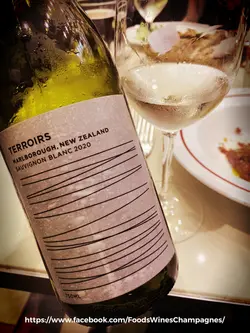 TERROIRS
MARLBOROUGH, NEW ZEALAND
SAUVIGNON BLANC 2020
https://www.facebook.com/FoodsWinesChampagnes/